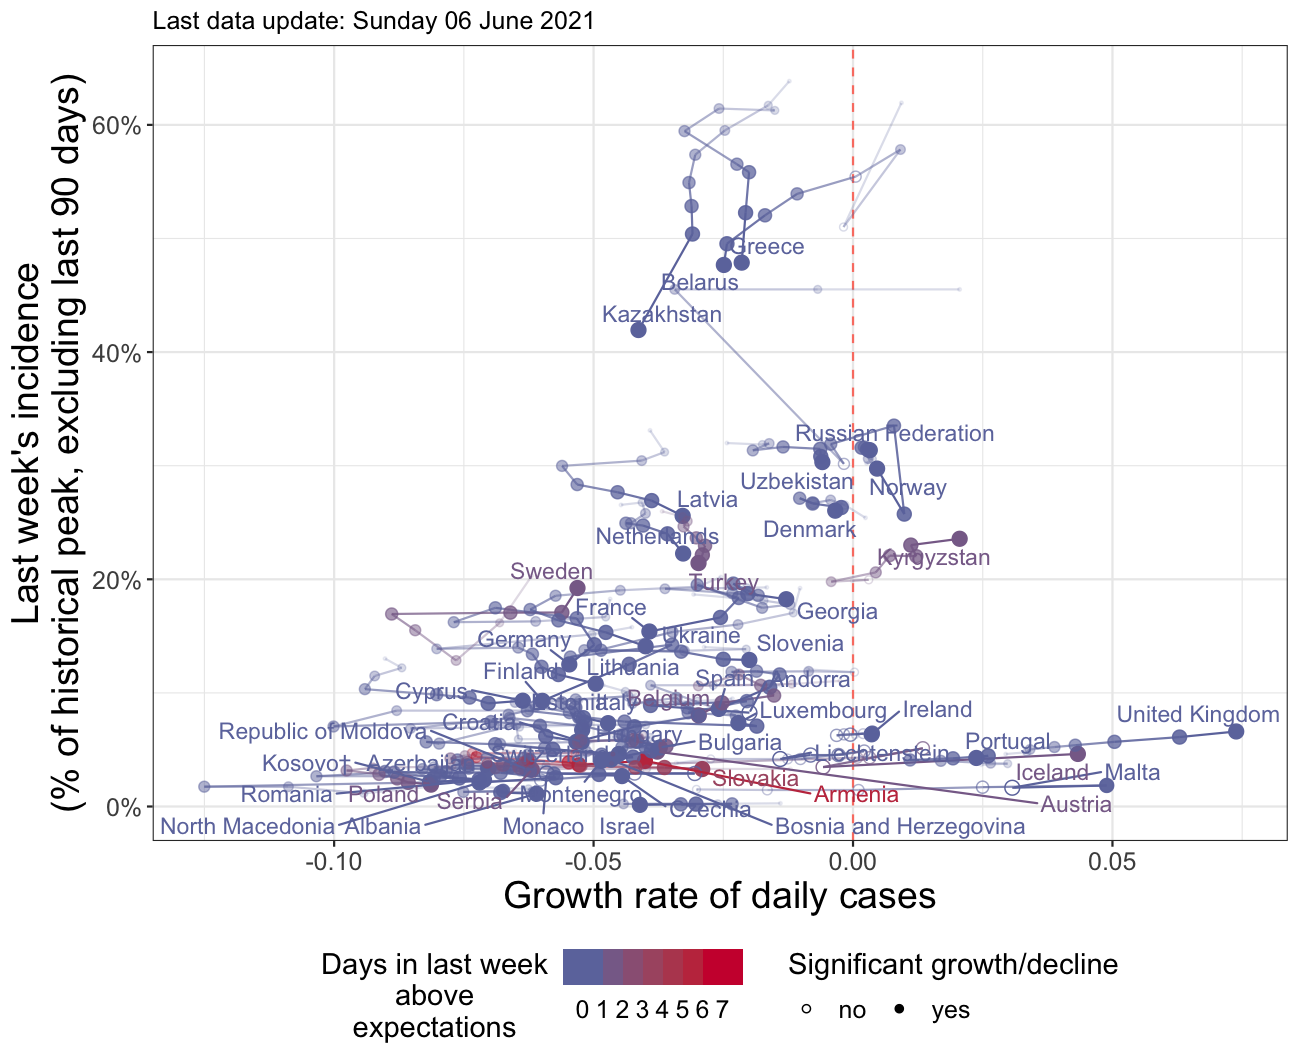 Last data update: Sunday 06 June 2021
Last week's incidence
(% of historical peak, excluding last 90 days)
60%
40%
20%
0%
Greece
Belarus
Kazakhstan
Russian Federation
Uzbekistan
Norway
Latvia
Denmark
Netherlands
Kyrgyzstan
Sweden
Turkey
France
Georgia
Germany
Ukraine
Slovenia
Finland
Lithuania
Spain
Andorra
Cyprus
Estonia
Italy
Belgium
Luxembourg
Ireland
United Kingdom
Republic of Moldova
Croatia
Hungary
Bulgaria
Liechtenstein
Portugal
Kosovo
Azerbaijan
Switzerland
Slovakia
Iceland
Malta
Romania
Poland
Serbia
Montenegro
Czechia
Armenia
Austria
North Macedonia
Albania
Monaco
Israel
Bosnia and Herzegovina
-0.10
-0.05
0.00
0.05
Growth rate of daily cases
Days in last week
above
expectations
0 1 2 3 4 5 6 7
Significant growth/decline
no
yes